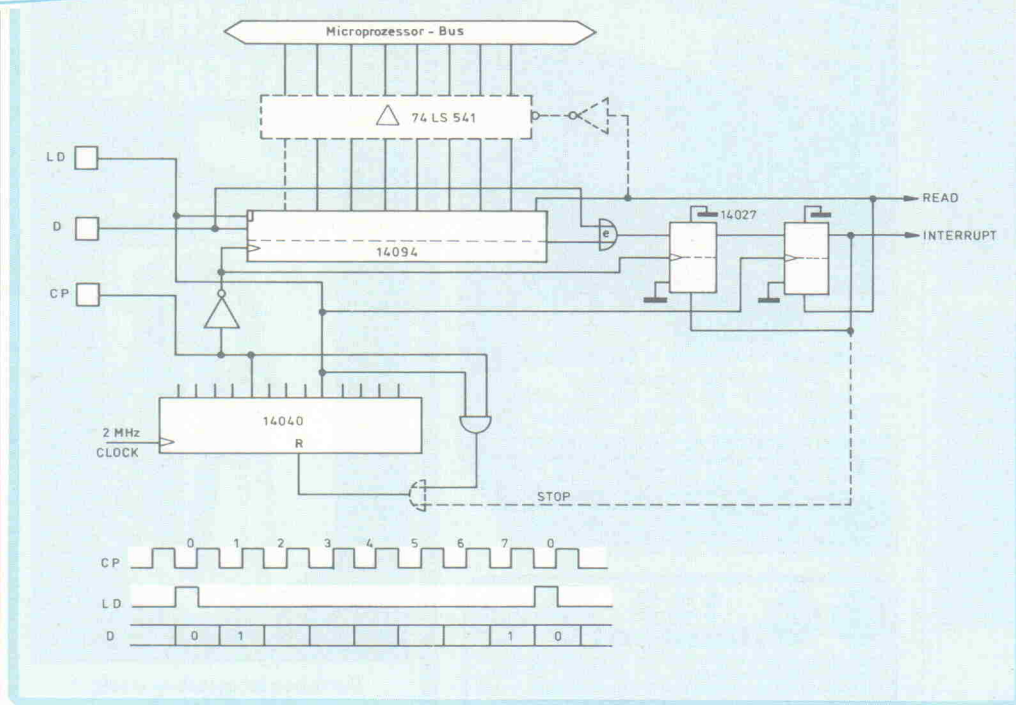 Microprozessor - Bus
74 LS 541
LD
D
CP
14094
e
14027
READ
INTERRUPT
14040
R
2 MHz
CLOCK
STOP
CP 0 1 2 3 4 5 6 7 0
LD
D 0 1 1 0